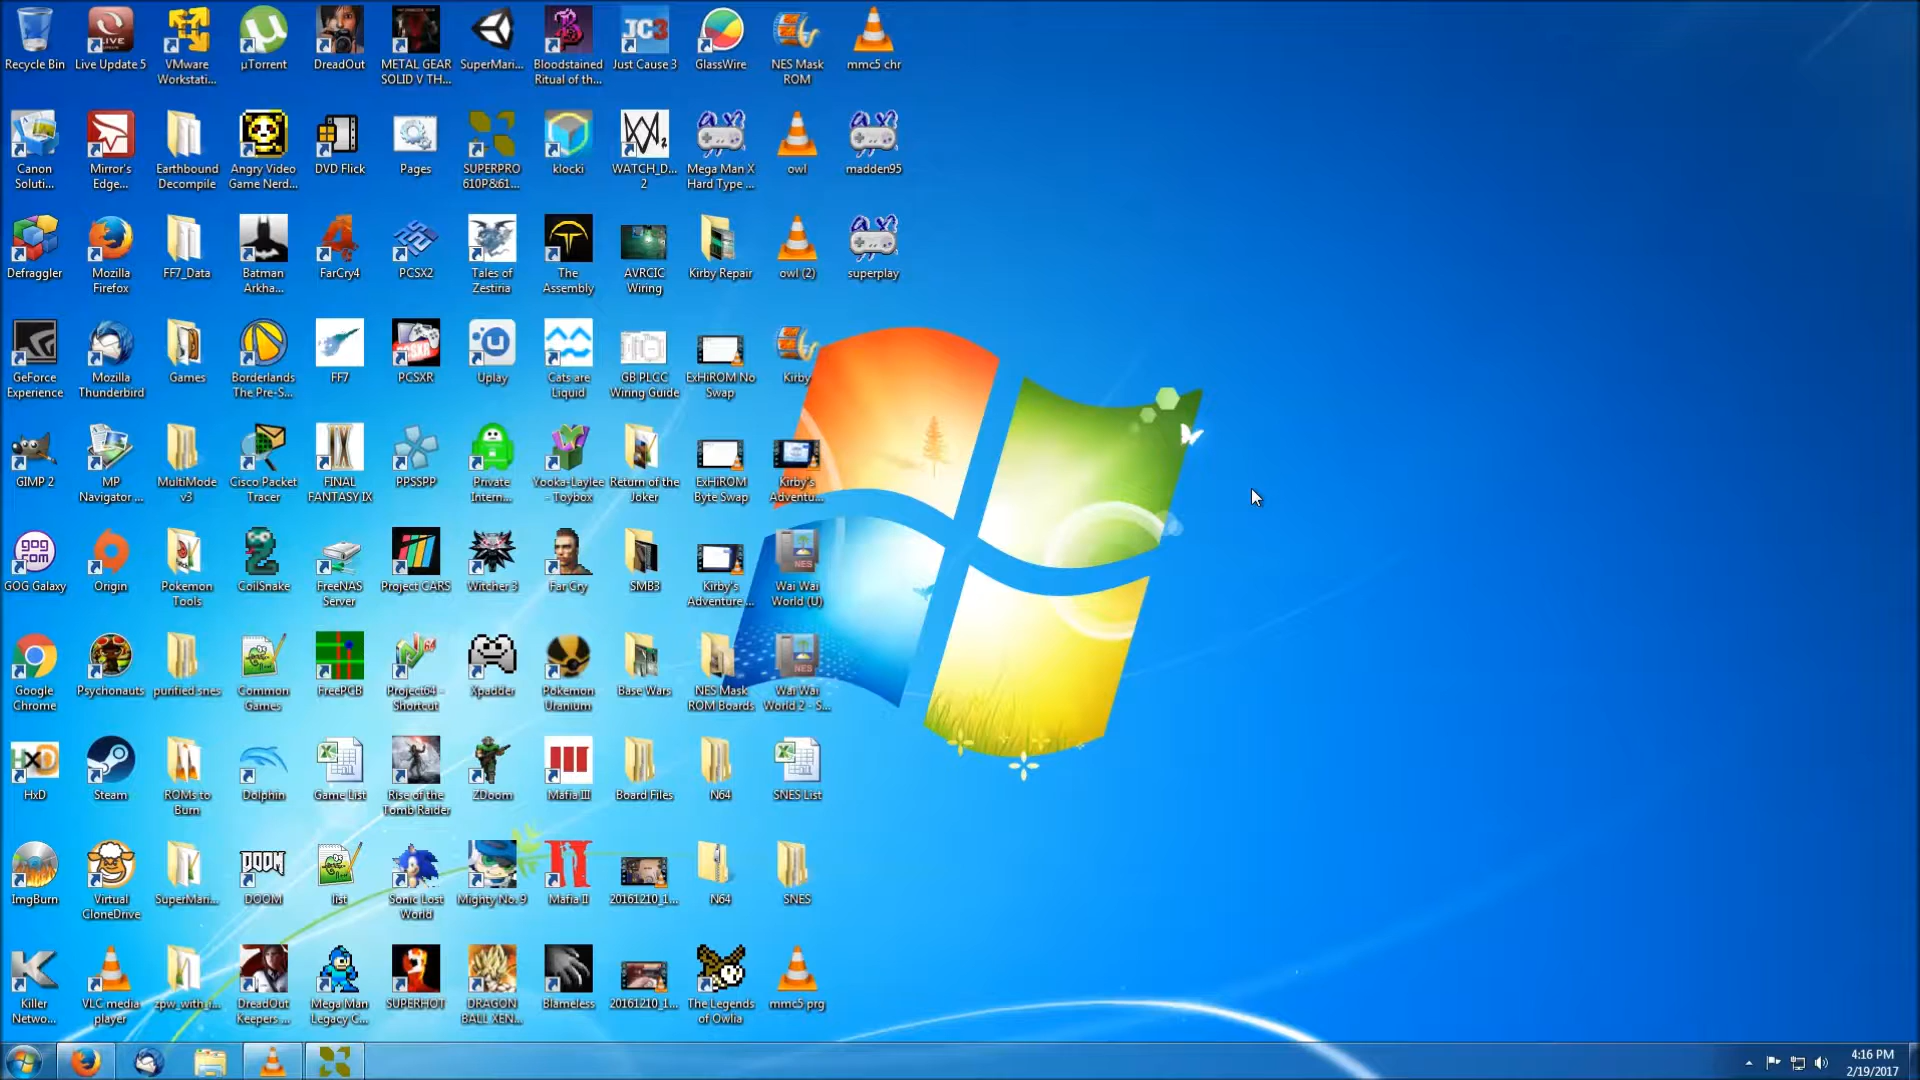 Recycle Bin
Live Update 5
VMware
Workstati...
µTorrent
DreadOut
METAL GEAR
SOLID V TH...
SuperMari...
Bloodstained
Ritual of th...
Just Cause 3
GlassWire
NES Mask
ROM
mmc5 chr
Canon
Soluti...
Mirror's
Edge...
Earthbound
Decompile
Angry Video
Game Nerd...
DVD Flick
Pages
SUPERPRO
610P&61...
klocki
WATCH_D...
2
Mega Man X
Hard Type ...
owl
madden95
Defraggler
Mozilla
Firefox
FF7_Data
Batman
Arkha...
FarCry4
PCSX2
Tales of
Zestiria
The
Assembly
AVRCIC
Wiring
Kirby Repair
owl (2)
superplay
GeForce
Experience
Mozilla
Thunderbird
Games
Borderlands
The Pre-S...
FF7
PCSXR
Uplay
Cats are
Liquid
GB PLCC
Wiring Guide
ExHiROM No
Swap
Kirby
GIMP 2
MP
Navigator ...
MultiMode
v3
Cisco Packet
Tracer
FINAL
FANTASY IX
PPSSPP
Private
Intern...
Yooka-Laylee
- Toybox
Return of the
Joker
ExHiROM
Byte Swap
Kirby's
Adventu...
GOG Galaxy
Origin
Pokemon
Tools
CoilSnake
FreeNAS
Server
Project CARS
Witcher 3
Far Cry
SMB3
Kirby's
Adventure ...
Wai Wai
World (U)
Google
Chrome
Psychonauts
purified snes
Common
Games
FreePCB
Project64 -
Shortcut
Xpadder
Pokemon
Uranium
Base Wars
NES Mask
ROM Boards
Wai Wai
World 2 - S...
HxD
Steam
ROMs to
Burn
Dolphin
Game List
Rise of the
Tomb Raider
ZDoom
Mafia III
Board Files
N64
SNES List
ImgBurn
Virtual
CloneDrive
SuperMari...
DOOM
list
Sonic Lost
World
Mighty No. 9
Mafia II
20161210_1...
N64
SNES
Killer
Netwo...
VLC media
player
zpw_with_i...
DreadOut
Keepers ...
Mega Man
Legacy C...
SUPERHOT
DRAGON
BALL XEN...
Blameless
20161210_1...
The Legends
of Owlia
mmc5 prg
4:16 PM
2/19/2017